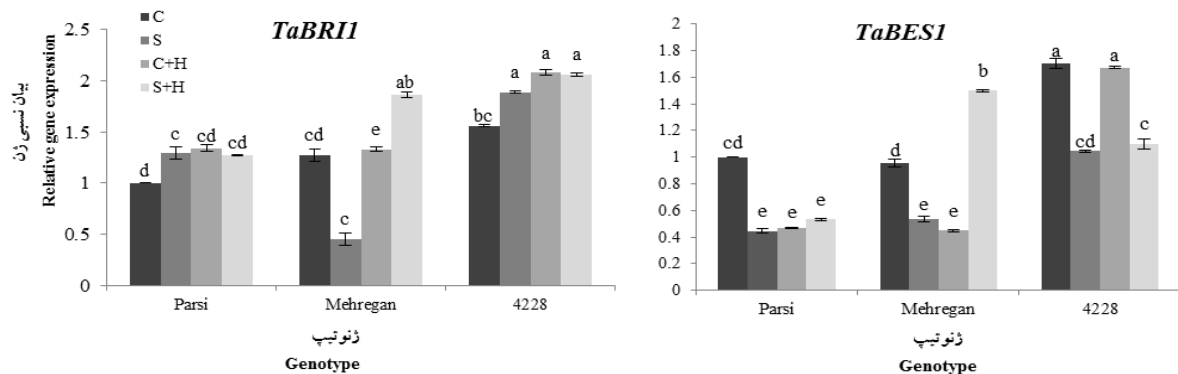 TaBRI1
C
S
C+H
S+H
بیان نسبی ژن
Relative gene expression
2.5
2
1.5
1
0.5
0
d
c
cd
cd
cd
c
e
ab
bc
a
a
a
Parsi
Mehregan
4228
ژنوتیپ
Genotype
TaBES1
2
1.8
1.6
1.4
1.2
1
0.8
0.6
0.4
0.2
0
cd
e
e
e
d
e
e
b
a
cd
a
c
Parsi
Mehregan
4228
ژنوتیپ
Genotype